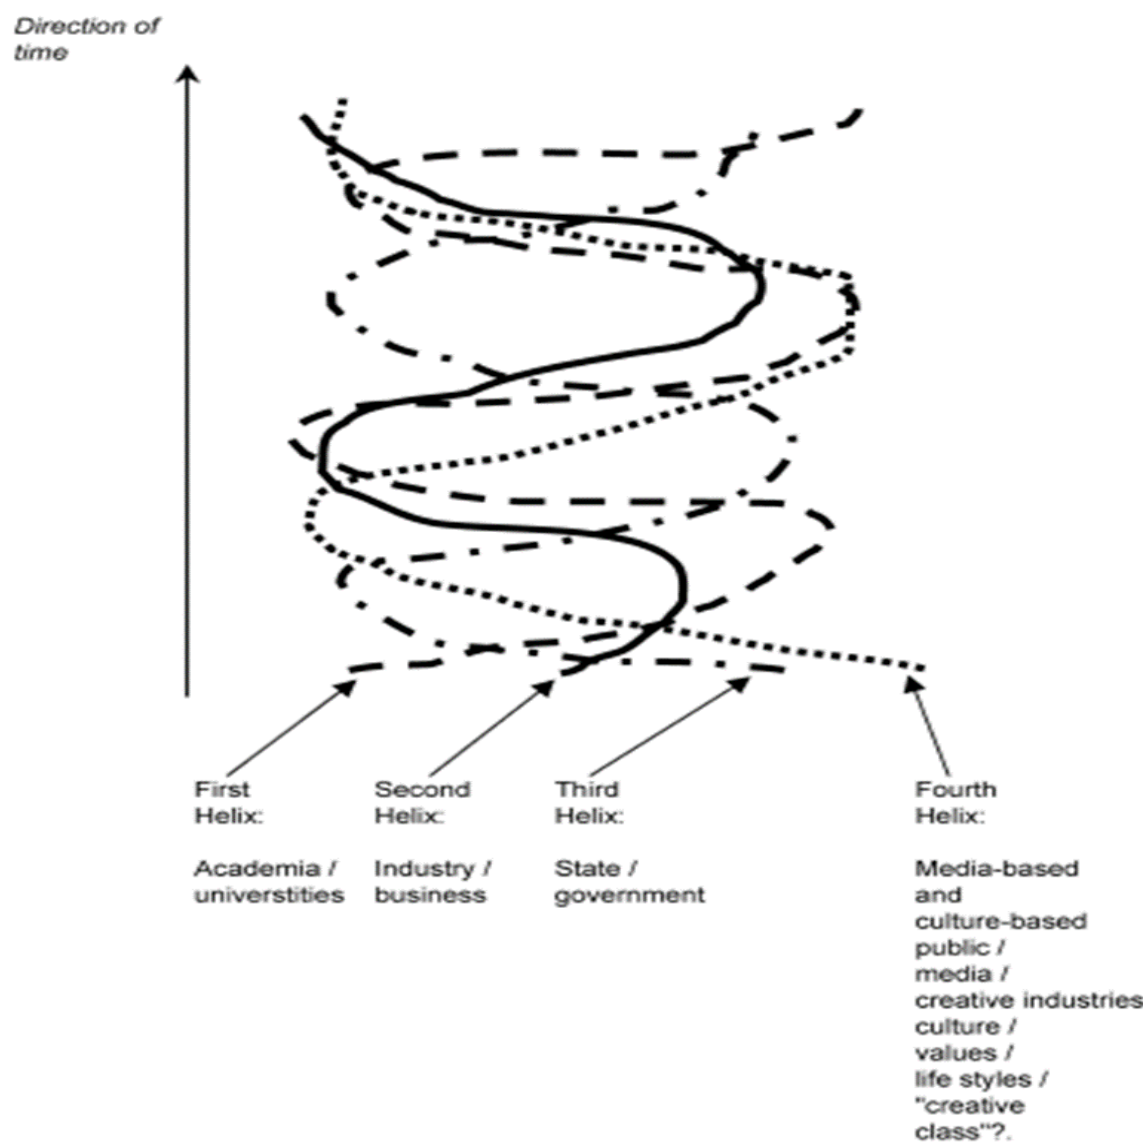 Direction of
time
First
Helix:
Academia /
universtities
Second
Helix:
Industry /
business
Third
Helix:
State /
government
Fourth
Helix:
Media-based
and
culture-based
public /
media /
creative industries
culture /
values /
life styles /
"creative
class"?.